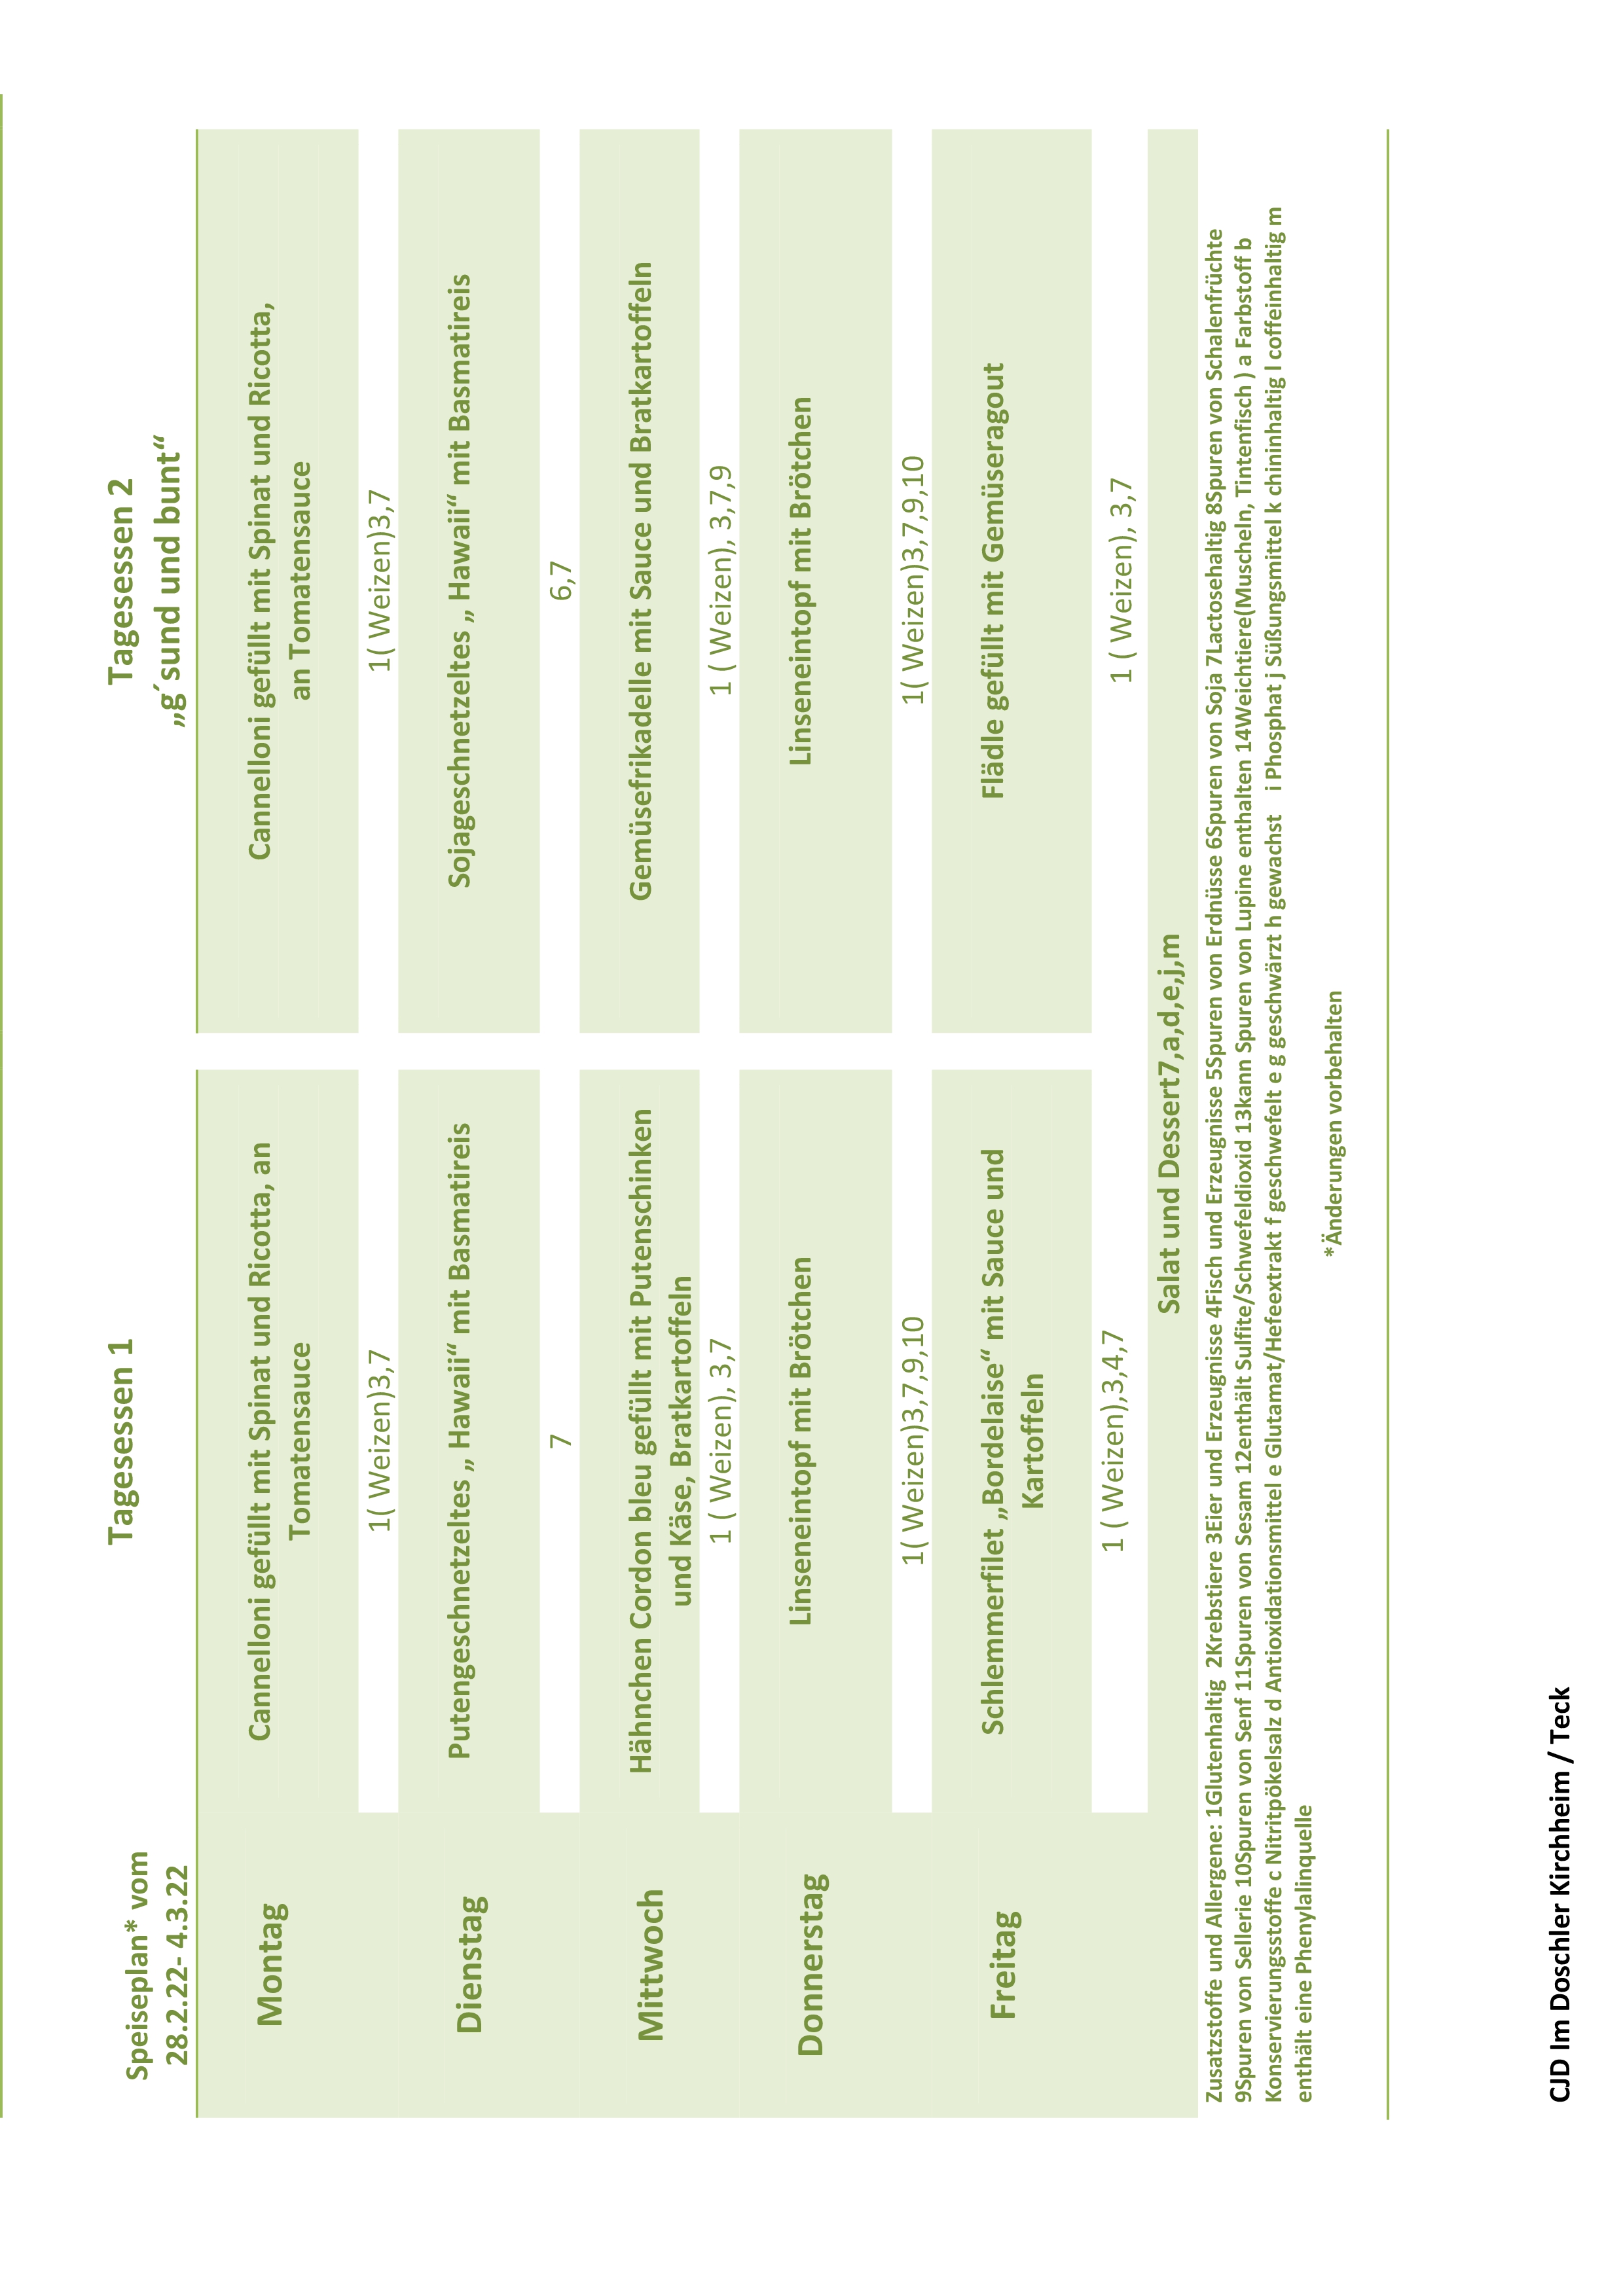 Speiseplan* vom
28.2.22- 4.3.22
Tagesessen 1
Tagesessen 2
„g´sund und bunt“
Montag
Cannelloni gefüllt mit Spinat und Ricotta, an
Tomatensauce
Cannelloni gefüllt mit Spinat und Ricotta,
an Tomatensauce
1( Weizen)3,7
1( Weizen)3,7
Dienstag
Putengeschnetzeltes „ Hawaii“ mit Basmatireis
Sojageschnetzeltes „ Hawaii“ mit Basmatireis
7
6,7
Mittwoch
Hähnchen Cordon bleu gefüllt mit Putenschinken
und Käse, Bratkartoffeln
Gemüsefrikadelle mit Sauce und Bratkartoffeln
1 ( Weizen), 3,7
1 ( Weizen), 3,7,9
Donnerstag
Linseneintopf mit Brötchen
Linseneintopf mit Brötchen
1( Weizen)3,7,9,10
1( Weizen)3,7,9,10
Freitag
Schlemmerfilet „Bordelaise“ mit Sauce und
Kartoffeln
Flädle gefüllt mit Gemüseragout
1 ( Weizen),3,4,7
1 ( Weizen), 3,7
Salat und Dessert7,a,d,e,j,m
Zusatzstoffe und Allergene: 1Glutenhaltig  2Krebstiere 3Eier und Erzeugnisse 4Fisch und Erzeugnisse 5Spuren von Erdnüsse 6Spuren von Soja 7Lactosehaltig 8Spuren von Schalenfrüchte
9Spuren von Sellerie 10Spuren von Senf 11Spuren von Sesam 12enthält Sulfite/Schwefeldioxid 13kann Spuren von Lupine enthalten 14Weichtiere(Muscheln, Tintenfisch ) a Farbstoff b
Konservierungsstoffe c Nitritpökelsalz d Antioxidationsmittel e Glutamat/Hefeextrakt f geschwefelt e g geschwärzt h gewachst    i Phosphat j Süßungsmittel k chininhaltig l coffeinhaltig m
enthält eine Phenylalinquelle
*Änderungen vorbehalten
CJD Im Doschler Kirchheim / Teck